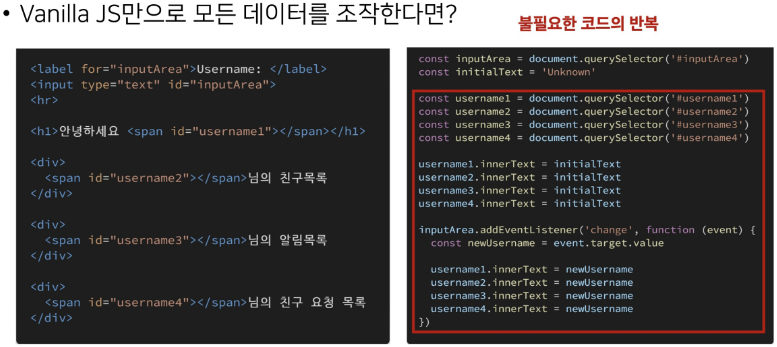 • Vanilla JS만으로 모든 데이터를 조작한다면?
불필요한 코드의 반복
<label for="inputArea">Username: </label>
<input type="text" id="inputArea">
<hr>
<h1>안녕하세요 <span id="username1"></span></h1>
<div>
<span id="username2"></span>님의 친구목록
</div>
<div>
<span id="username3"></span>님의 알림목록
</div>
<div>
<span id="username4"></span>님의 친구 요청 목록
</div>
const inputArea = document.querySelector('#inputArea')
const initialText = 'Unknown'
const username1 = document.querySelector('#username1')
const username2 = document.querySelector('#username2')
const username3 = document.querySelector('#username3')
const username4 = document.querySelector('#username4')
username1.innerText = initialText
username2.innerText = initialText
username3.innerText = initialText
username4.innerText = initialText
inputArea.addEventListener('change', function (event) {
const newUsername = event.target.value
username1.innerText = newUsername
username2.innerText = newUsername
username3.innerText = newUsername
username4.innerText = newUsername
})